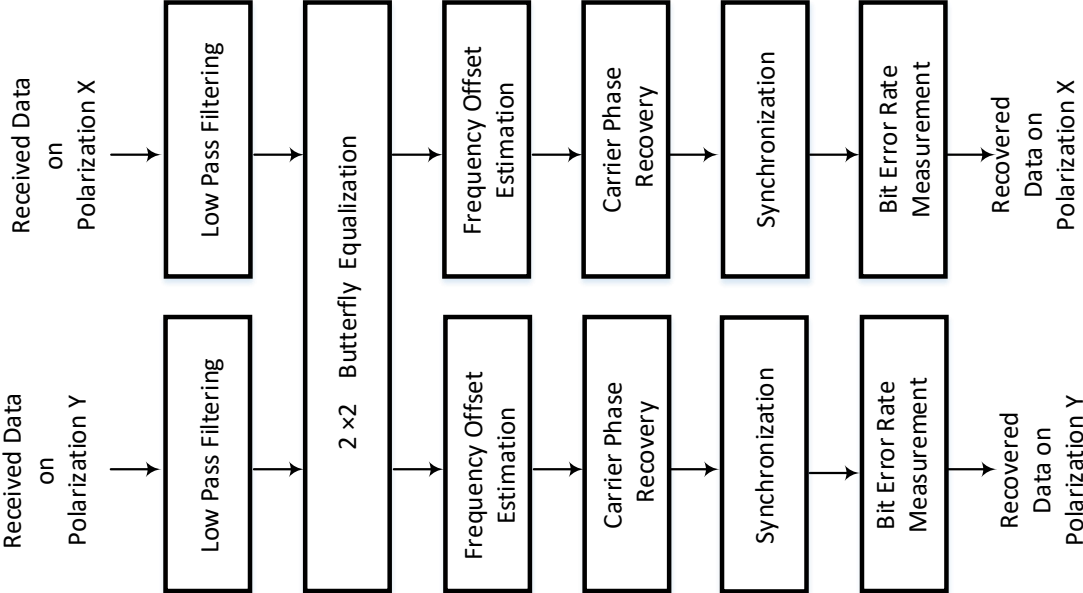 Received Data
on
Polarization X
Low Pass Filtering
2 ×2 Butterfly Equalization
Frequency Offset
Estimation
Carrier Phase
Recovery
Synchronization
Bit Error Rate
Measurement
Recovered
Data on
Polarization X
Received Data
on
Polarization Y
Low Pass Filtering
Frequency Offset
Estimation
Carrier Phase
Recovery
Synchronization
Bit Error Rate
Measurement
Recovered
Data on
Polarization Y